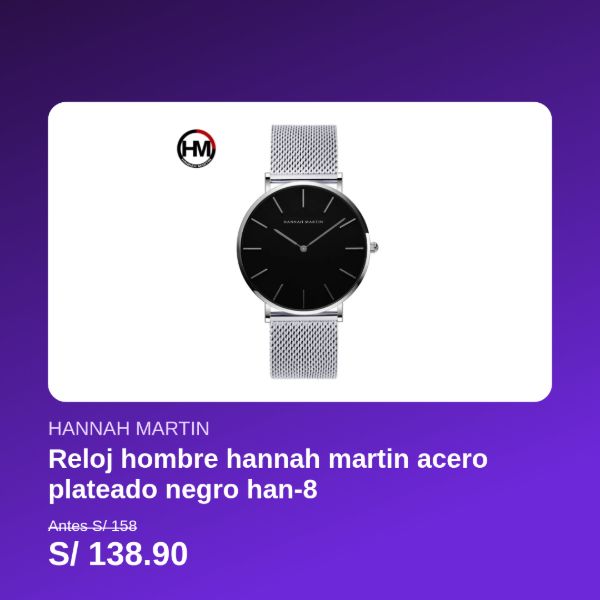 HM
HANNAH MARTIN
HANNAH MARTIN
Reloj hombre hannah martin acero
plateado negro han-8
Antes S/ 158
S/ 138.90